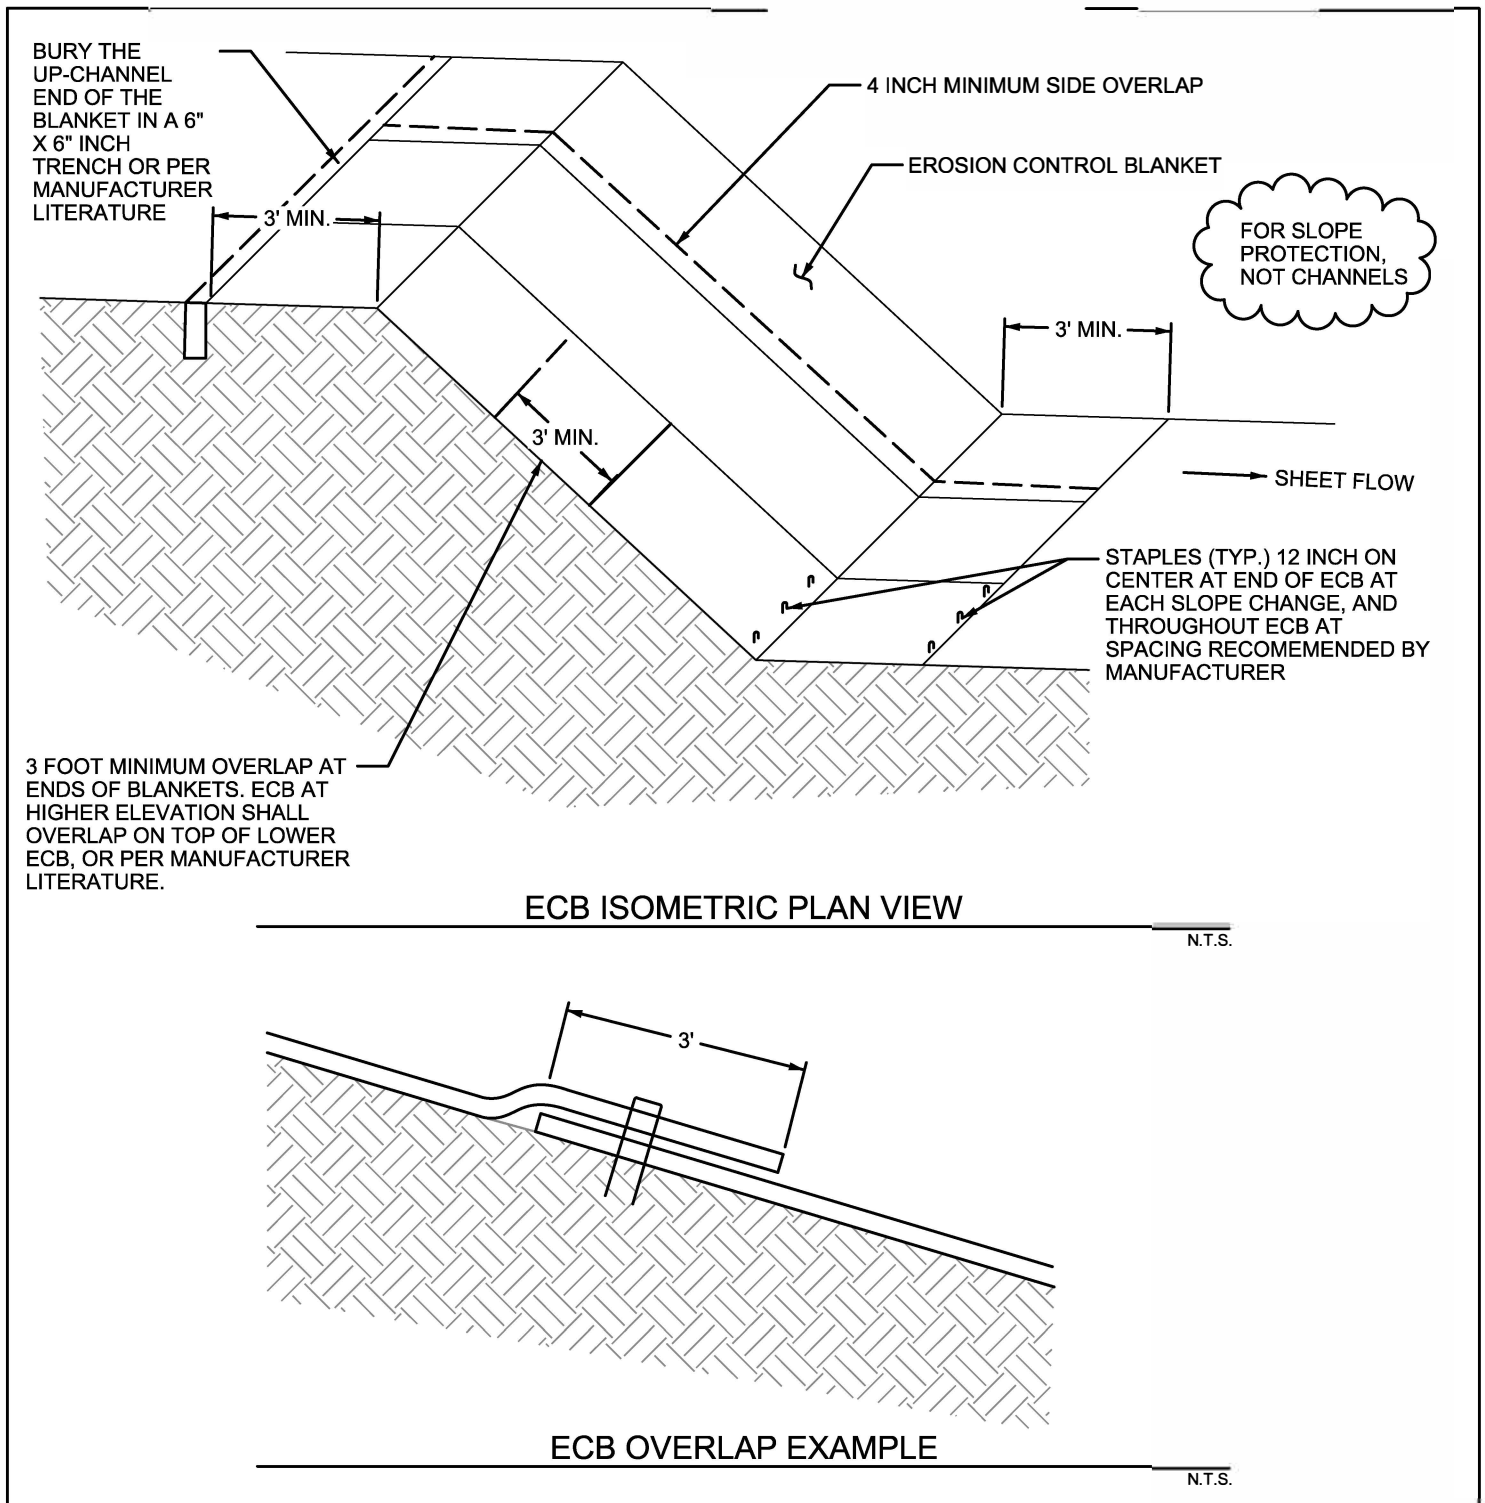 BURY THE
UP-CHANNEL
END OF THE
BLANKET IN A 6"
X 6" INCH
TRENCH OR PER
MANUFACTURER
LITERATURE
3' MIN.
4 INCH MINIMUM SIDE OVERLAP
EROSION CONTROL BLANKET
FOR SLOPE
PROTECTION,
NOT CHANNELS
3' MIN.
3' MIN.
SHEET FLOW
STAPLES (TYP.) 12 INCH ON
CENTER AT END OF ECB AT
EACH SLOPE CHANGE, AND
THROUGHOUT ECB AT
SPACING RECOMEMENDED BY
MANUFACTURER
3 FOOT MINIMUM OVERLAP AT
ENDS OF BLANKETS. ECB AT
HIGHER ELEVATION SHALL
OVERLAP ON TOP OF LOWER
ECB, OR PER MANUFACTURER
LITERATURE.
ECB ISOMETRIC PLAN VIEW
N.T.S.
3'
ECB OVERLAP EXAMPLE
N.T.S.